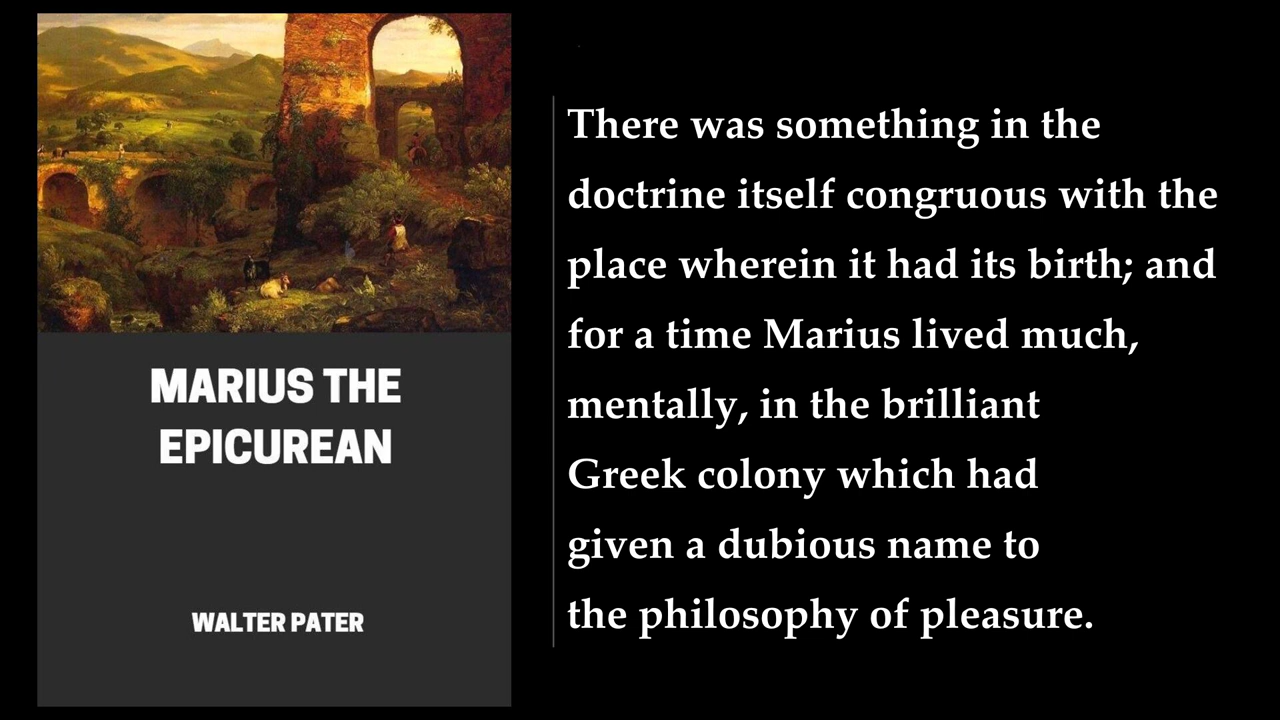 MARIUS THE
EPICUREAN
WALTER PATER
There was something in the
doctrine itself congruous with the
place wherein it had its birth; and
for a time Marius lived much,
mentally, in the brilliant
Greek colony which had
given a dubious name to
the philosophy of pleasure.